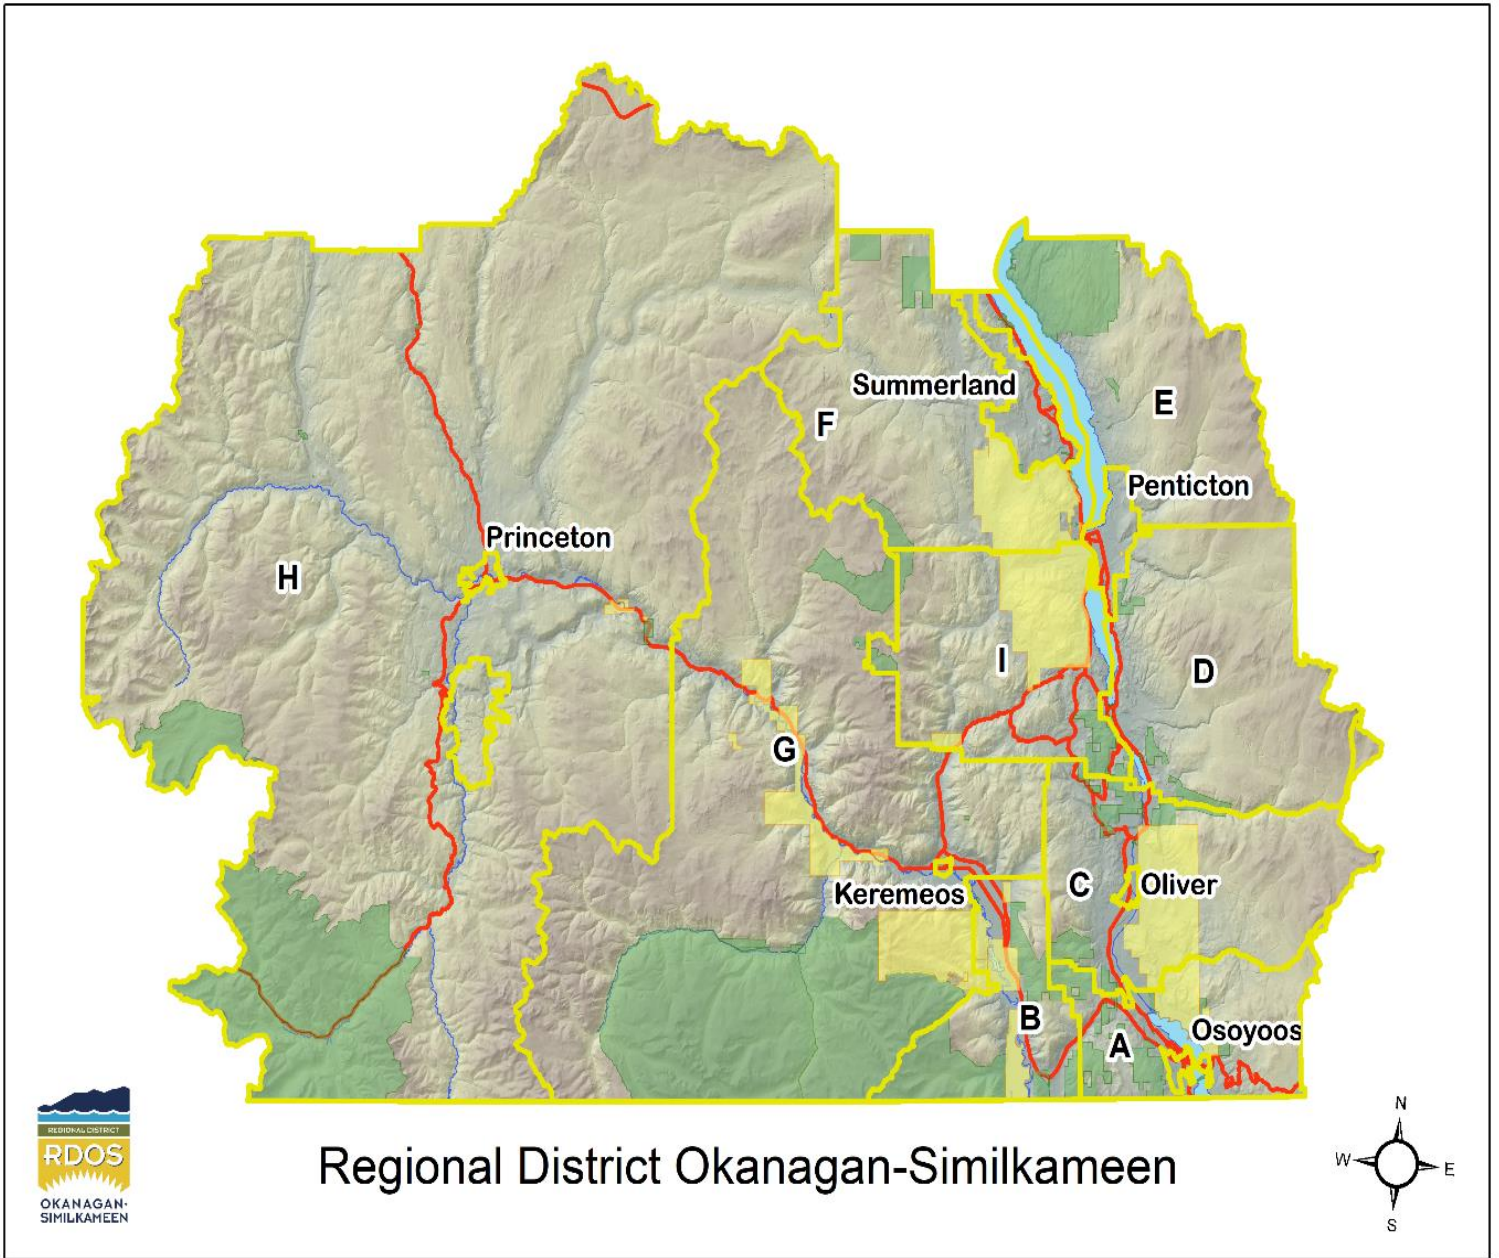 Summerland
F
E
Penticton
Princeton
H
I
D
G
Keremeos
C
Oliver
B
A
Osoyoos
REGIONAL DISTRICT
RDOS
OKANAGAN-
SIMILKAMEEN
Regional District Okanagan-Similkameen
N
W
E
S